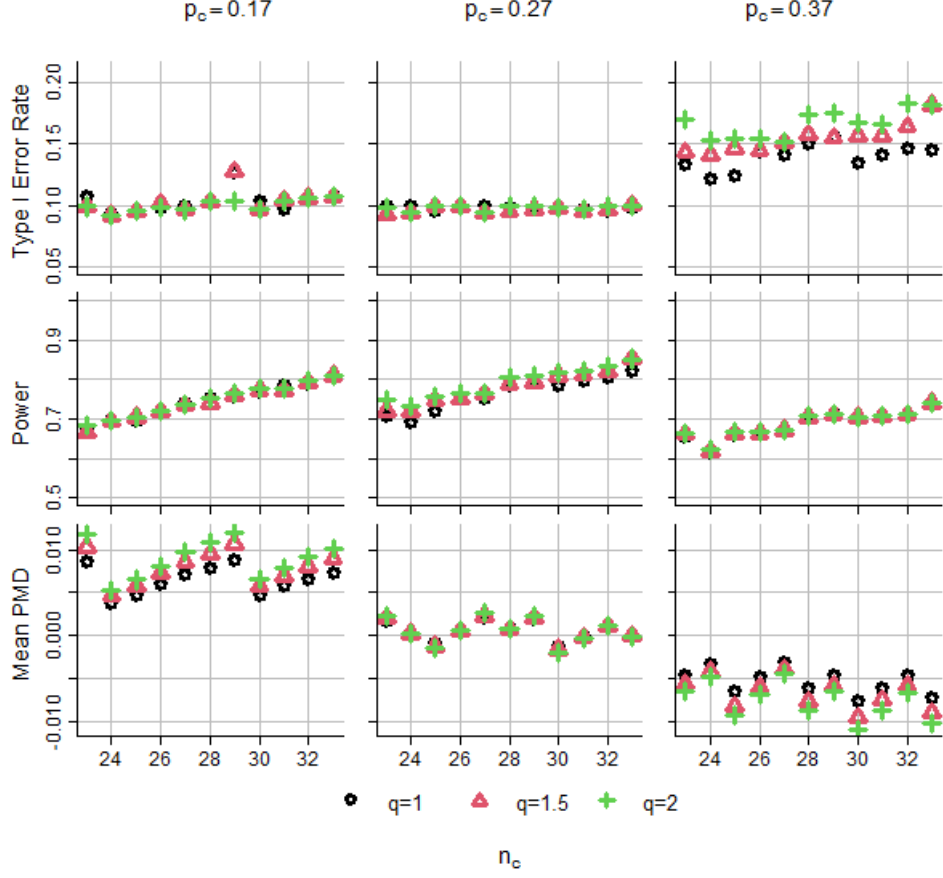 p_c = 0.17 p_c = 0.27 p_c = 0.37
Type I Error Rate
0.20
0.15
0.10
0.05
Power
0.9
0.7
0.5
Mean PMD
0.010
0.000
-0.010
24 26 28 30 32 24 26 28 30 32 24 26 28 30 32
q=1 q=1.5 q=2
n_c